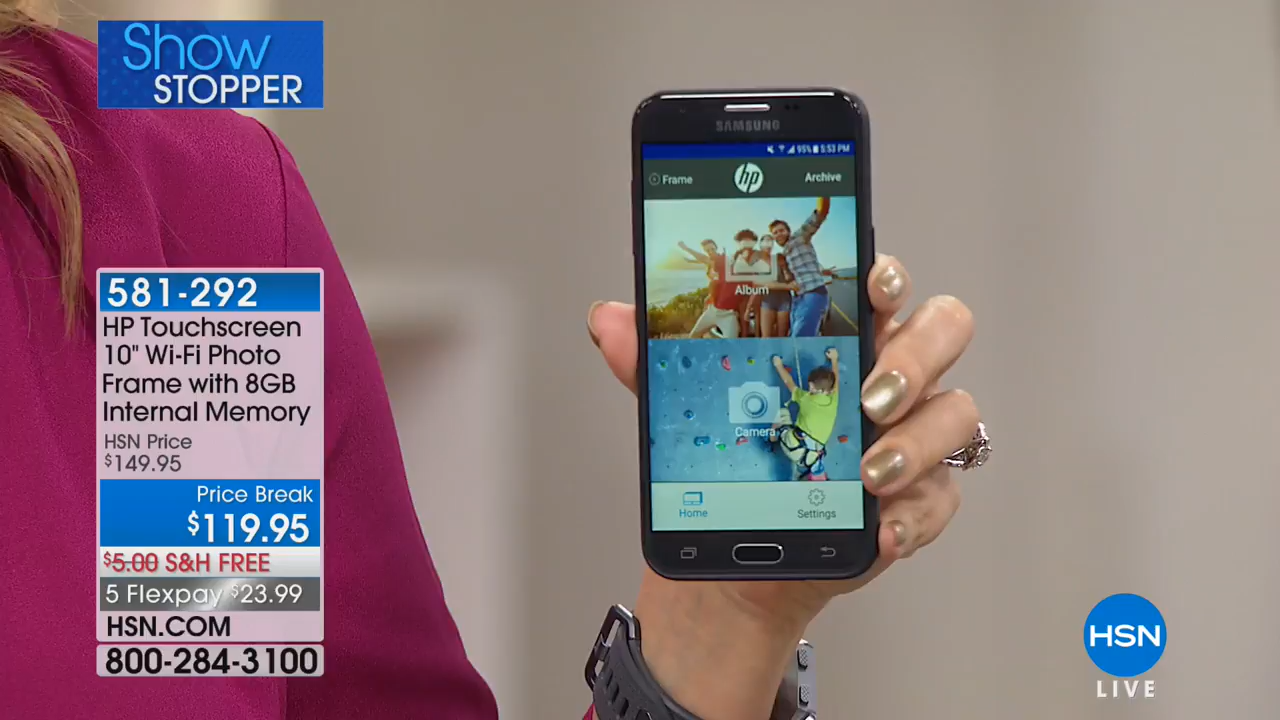 Show
STOPPER
581-292
HP Touchscreen
10" Wi-Fi Photo
Frame with 8GB
Internal Memory
HSN Price
$149.95
Price Break
$119.95
$5.00 S&H FREE
5 Flexpay $23.99
HSN.COM
800-284-3100
SAMSUNG
95% 5:53 PM
Frame
hp
Archive
Album
Camera
Home
Settings
HSN
LIVE